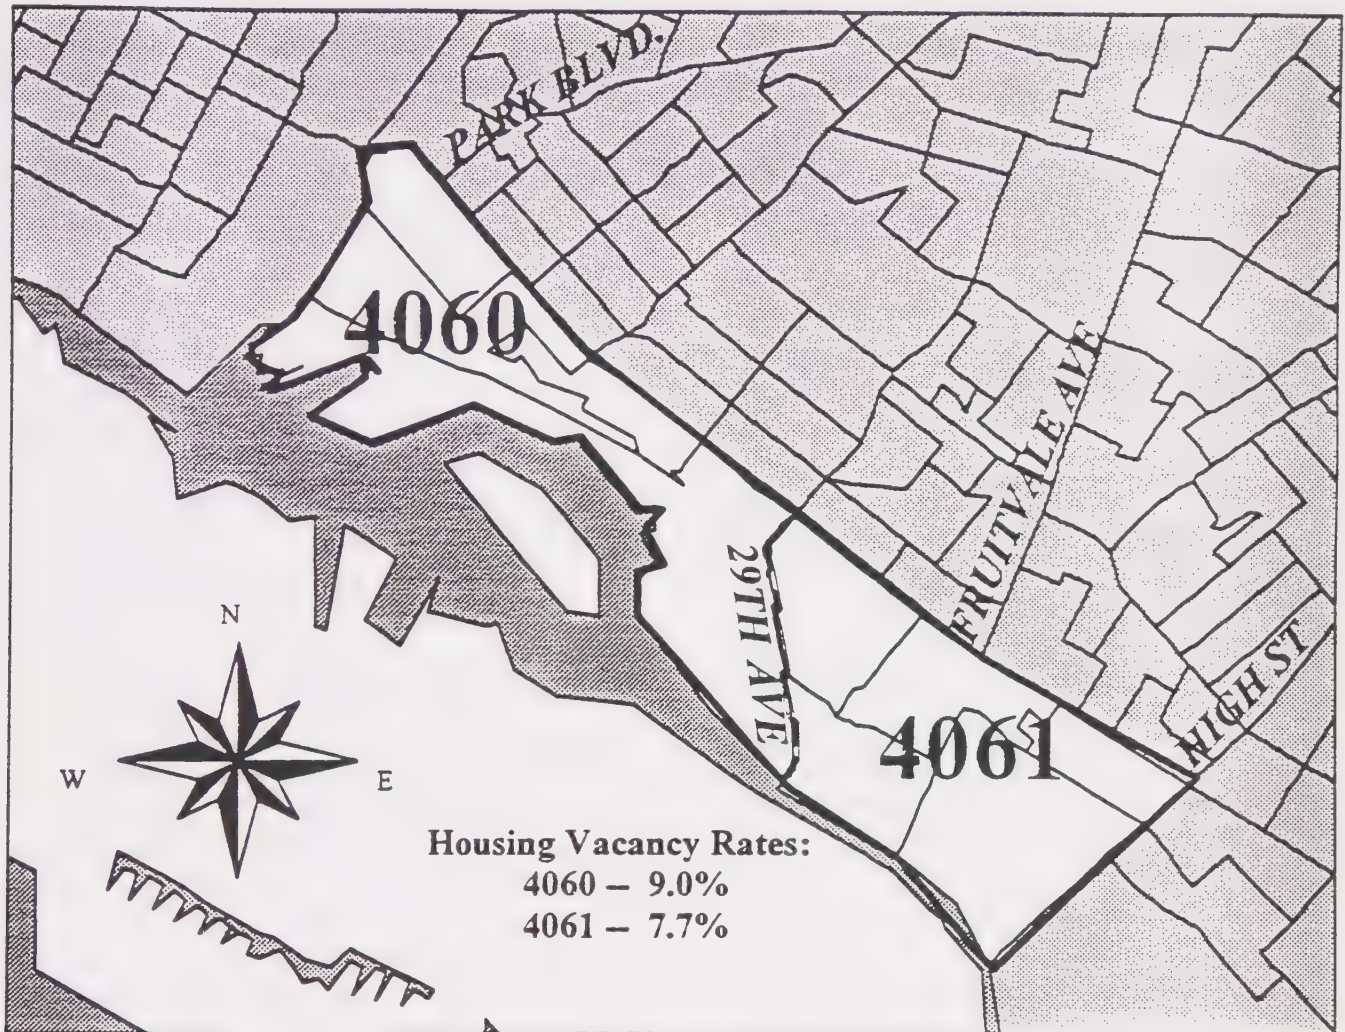 PARK BLVD.
4060
FRUITVALE AVE
29TH AVE
HIGH ST
4061
N
W
E
Housing Vacancy Rates:
4060 – 9.0%
4061 – 7.7%